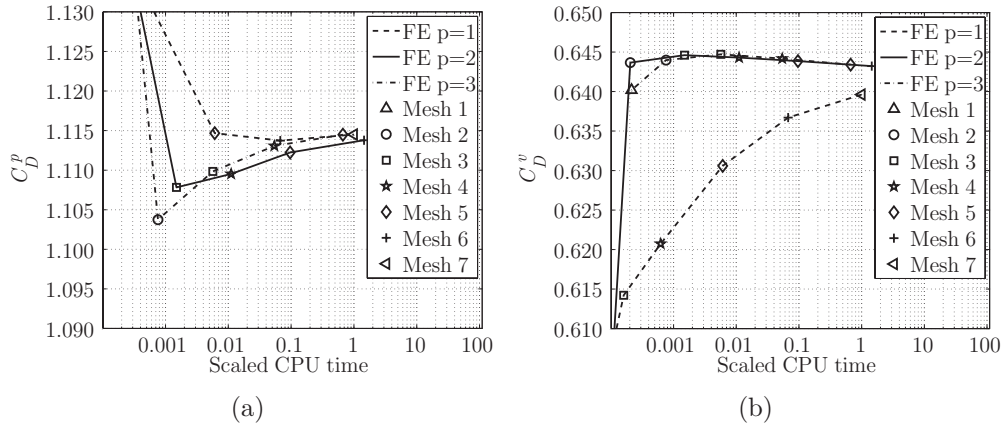 1.130
1.125
1.120
1.115
1.110
1.105
1.100
1.095
1.090
C_D^p
0.001 0.01 0.1 1 10 100
Scaled CPU time
FE p=1
FE p=2
FE p=3
Mesh 1
Mesh 2
Mesh 3
Mesh 4
Mesh 5
Mesh 6
Mesh 7
(a)
0.650
0.645
0.640
0.635
0.630
0.625
0.620
0.615
0.610
C_D^v
0.001 0.01 0.1 1 10 100
Scaled CPU time
FE p=1
FE p=2
FE p=3
Mesh 1
Mesh 2
Mesh 3
Mesh 4
Mesh 5
Mesh 6
Mesh 7
(b)